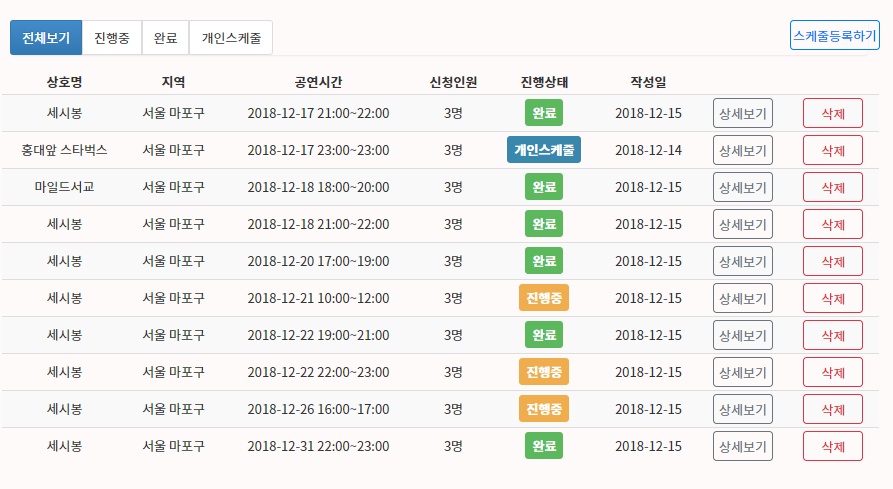 전체보기 진행중 완료 개인스케줄 스케줄등록하기
상호명 지역 공연시간 신청인원 진행상태 작성일
세시봉 서울 마포구 2018-12-17 21:00~22:00 3명 완료 2018-12-15 상세보기 삭제
홍대앞 스타벅스 서울 마포구 2018-12-17 23:00~23:00 3명 개인스케줄 2018-12-14 상세보기 삭제
마일드서교 서울 마포구 2018-12-18 18:00~20:00 3명 완료 2018-12-15 상세보기 삭제
세시봉 서울 마포구 2018-12-18 21:00~22:00 3명 완료 2018-12-15 상세보기 삭제
세시봉 서울 마포구 2018-12-20 17:00~19:00 3명 완료 2018-12-15 상세보기 삭제
세시봉 서울 마포구 2018-12-21 10:00~12:00 3명 진행중 2018-12-15 상세보기 삭제
세시봉 서울 마포구 2018-12-22 19:00~21:00 3명 완료 2018-12-15 상세보기 삭제
세시봉 서울 마포구 2018-12-22 22:00~23:00 3명 진행중 2018-12-15 상세보기 삭제
세시봉 서울 마포구 2018-12-26 16:00~17:00 3명 진행중 2018-12-15 상세보기 삭제
세시봉 서울 마포구 2018-12-31 22:00~23:00 3명 완료 2018-12-15 상세보기 삭제